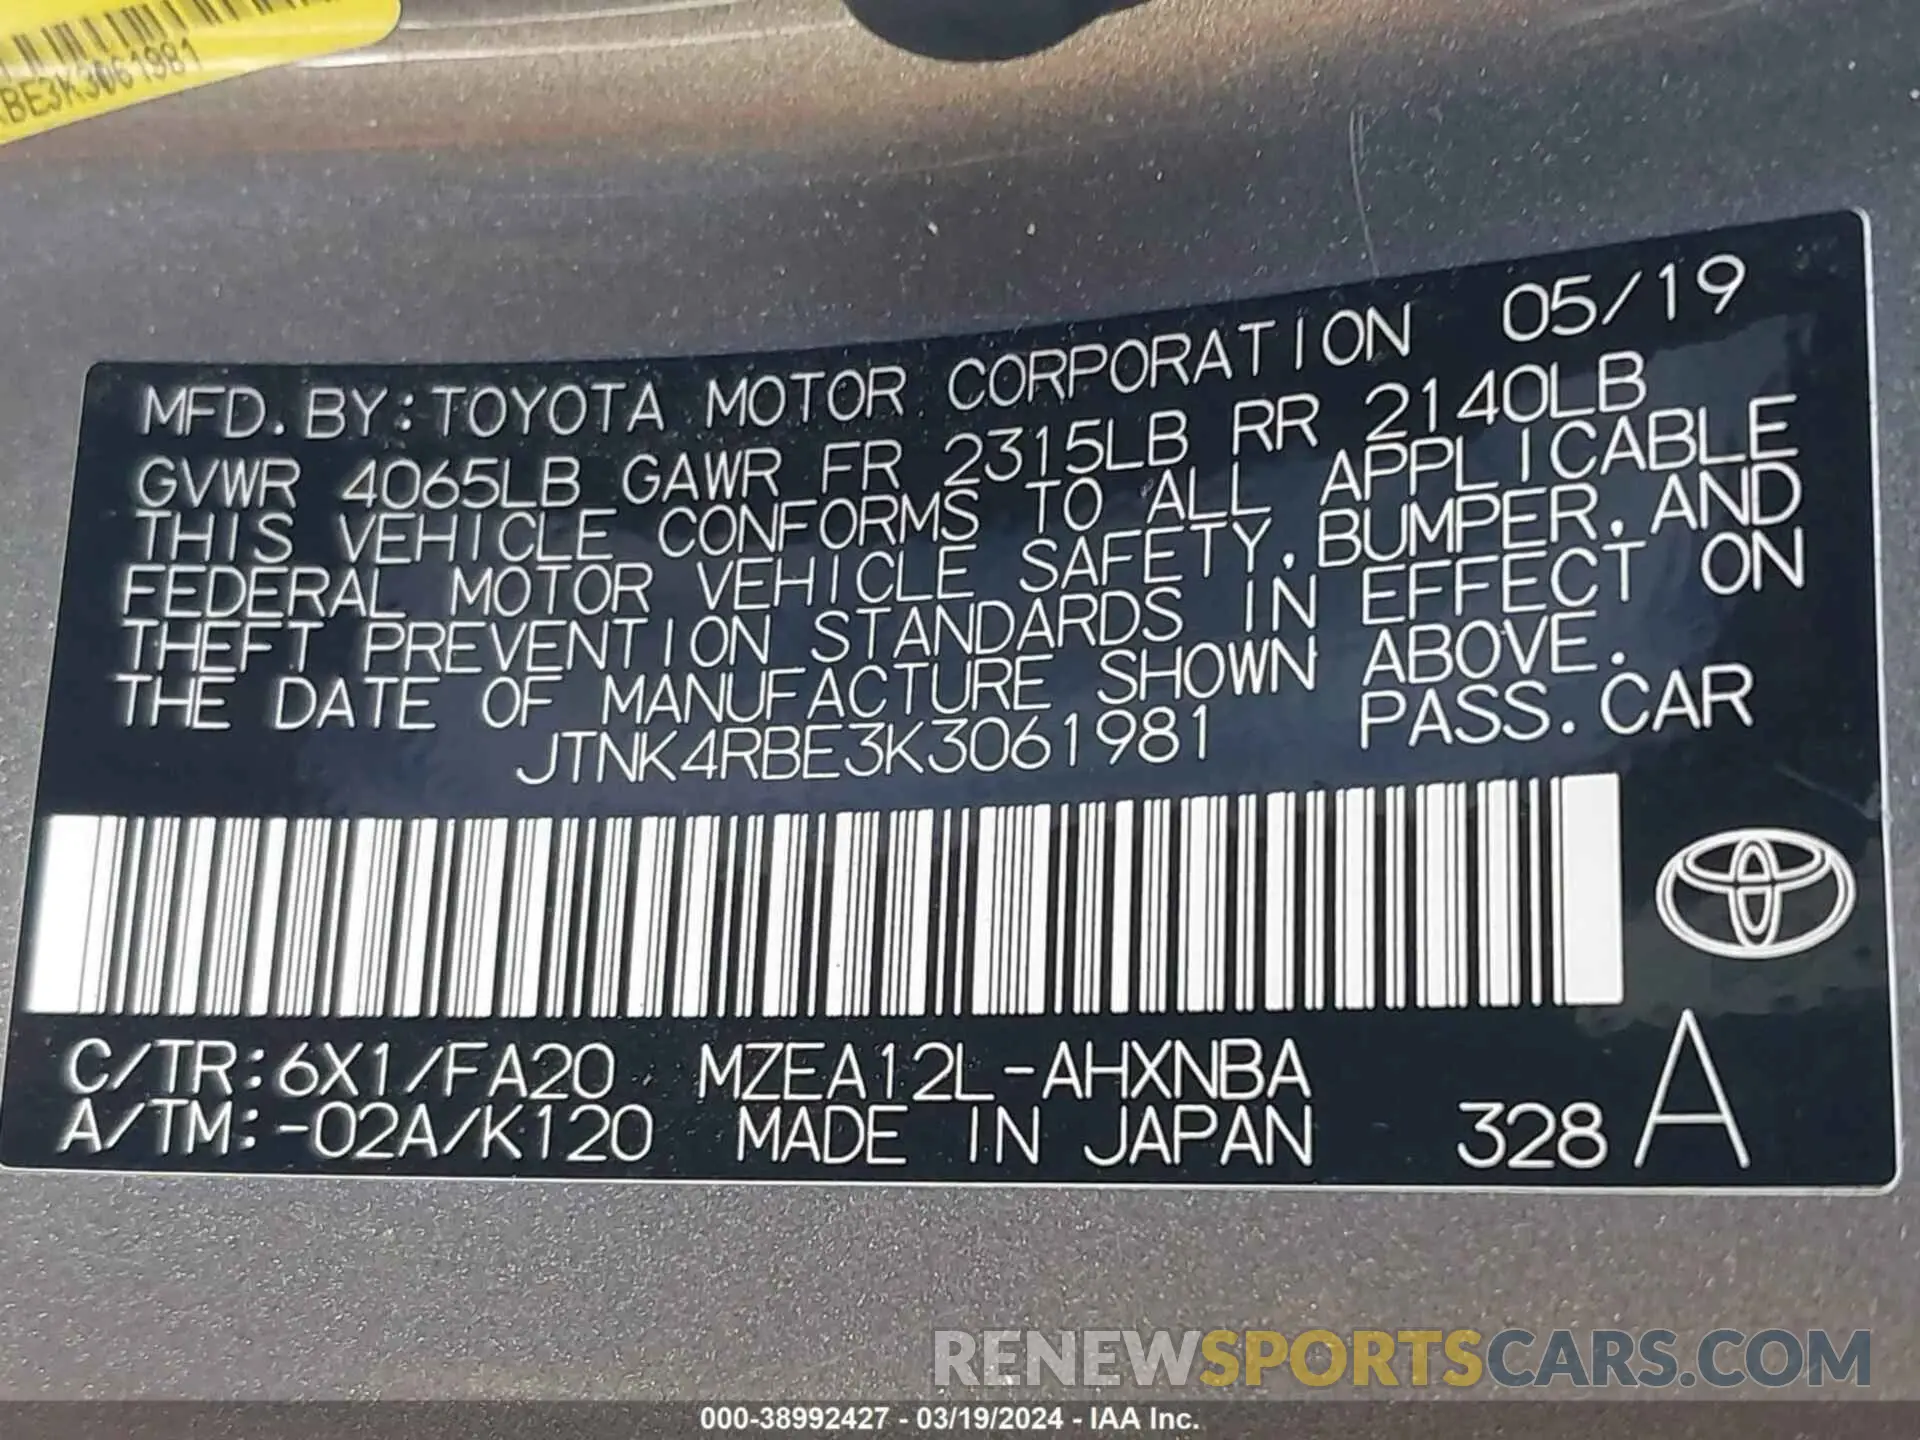 BE3K3061981
MFD. BY: TOYOTA MOTOR CORPORATION 05/19
GVWR 4065LB GAWR FR 2315LB RR 2140LB
THIS VEHICLE CONFORMS TO ALL APPLICABLE
FEDERAL MOTOR VEHICLE SAFETY, BUMPER, AND
THEFT PREVENTION STANDARDS IN EFFECT ON
THE DATE OF MANUFACTURE SHOWN ABOVE.
JTNK4RBE3K3061981 PASS. CAR
C/TR:6X1/FA20 MZEA12L-AHXNBA
A/TM:-02A/K120 MADE IN JAPAN 328 A
RENEWSPORTSCARS.COM
000-38992427 - 03/19/2024 - IAA Inc.